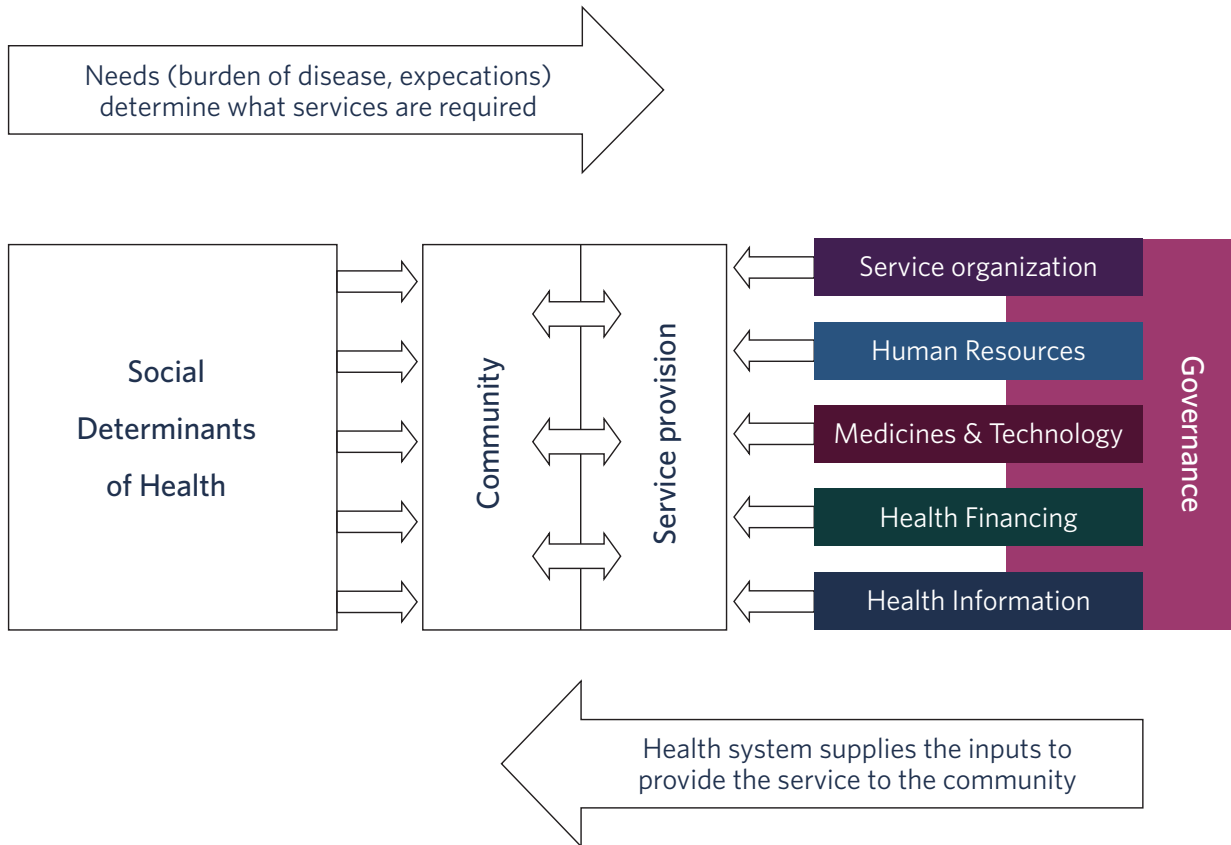 Needs (burden of disease, expecations)
determine what services are required
Social
Determinants
of Health
Community
Service provision
Service organization
Human Resources
Medicines & Technology
Health Financing
Health Information
Governance
Health system supplies the inputs to
provide the service to the community